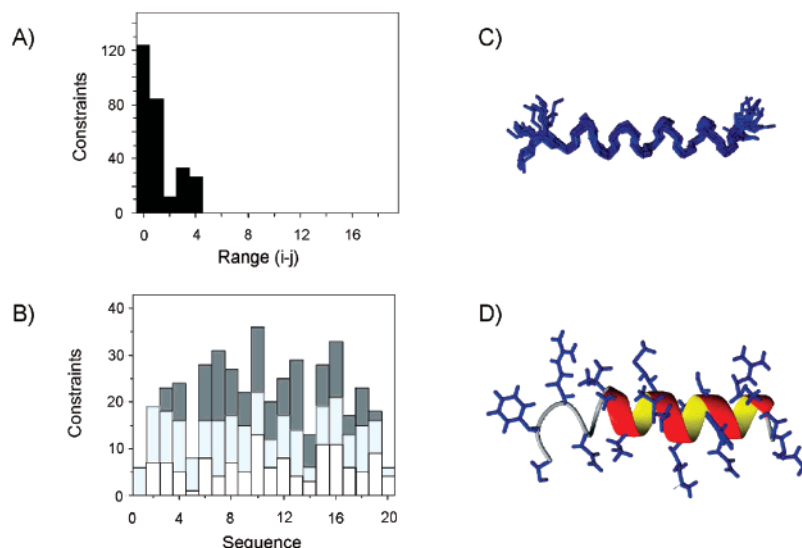 A)
120
80
40
0
Constraints
0 4 8 12 16
Range (i-j)
B)
40
30
20
10
0
Constraints
4 8 12 16 20
Sequence
C)
D)